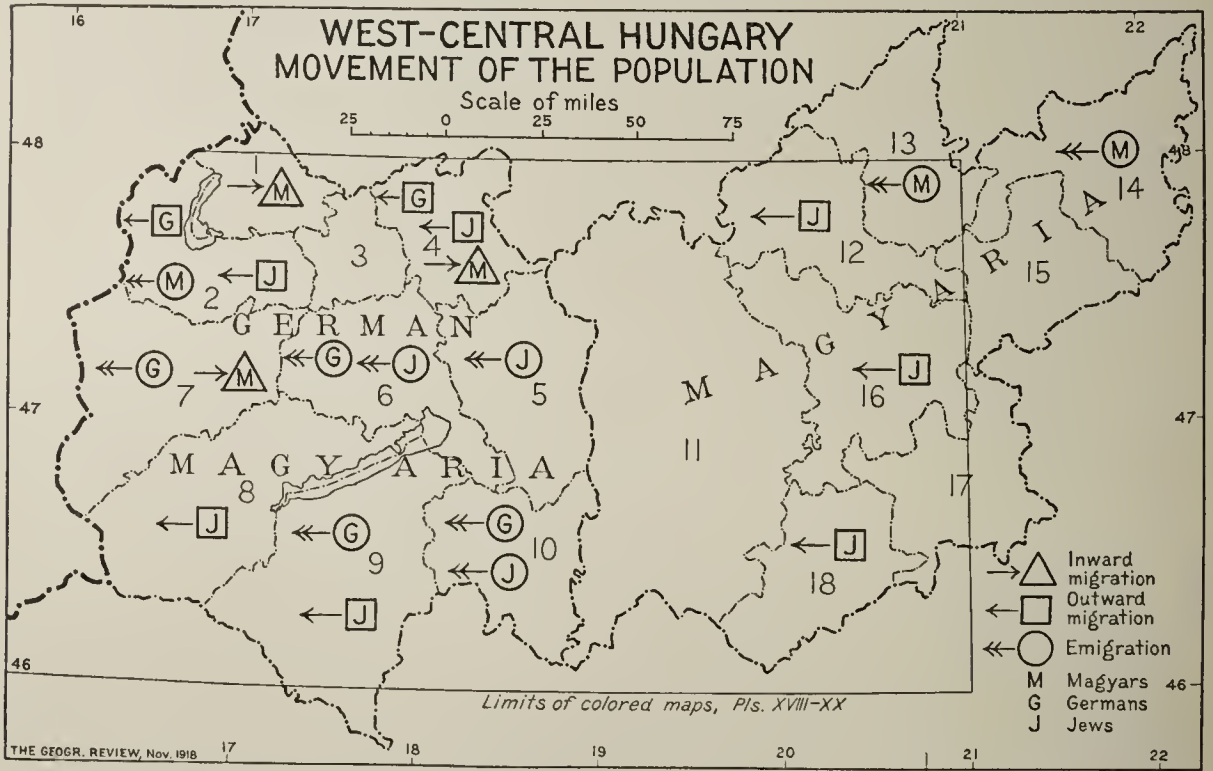 16 17 21 22
WEST-CENTRAL HUNGARY
MOVEMENT OF THE POPULATION
Scale of miles
25 0 25 50 75
48
48
1 M
G
G
J
4
M
3
M
2
J
13
M
M
14
J
12
15
GERMAN
MAGYARIA
G
7
M
G
J
6
J
5
47
47
MAGYARIA
11
J
16
8
J
G
9
J
G
10
J
17
J
18
Inward
migration
Outward
migration
Emigration
M Magyars
G Germans
J Jews
46
46
Limits of colored maps, Pls. XVIII-XX
THE GEOGR. REVIEW, Nov. 1918
17 18 19 20 21 22